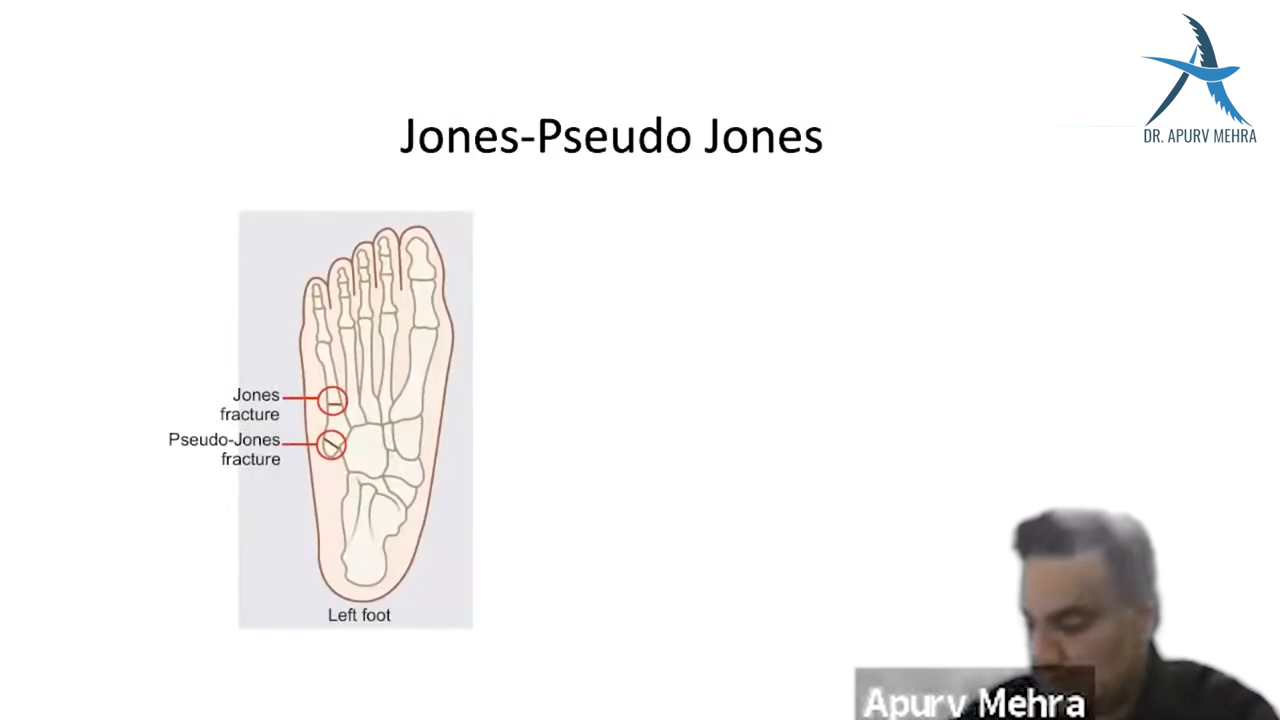 DR. APURV MEHRA
Jones-Pseudo Jones
Jones
fracture
Pseudo-Jones
fracture
Left foot
Apurv Mehra